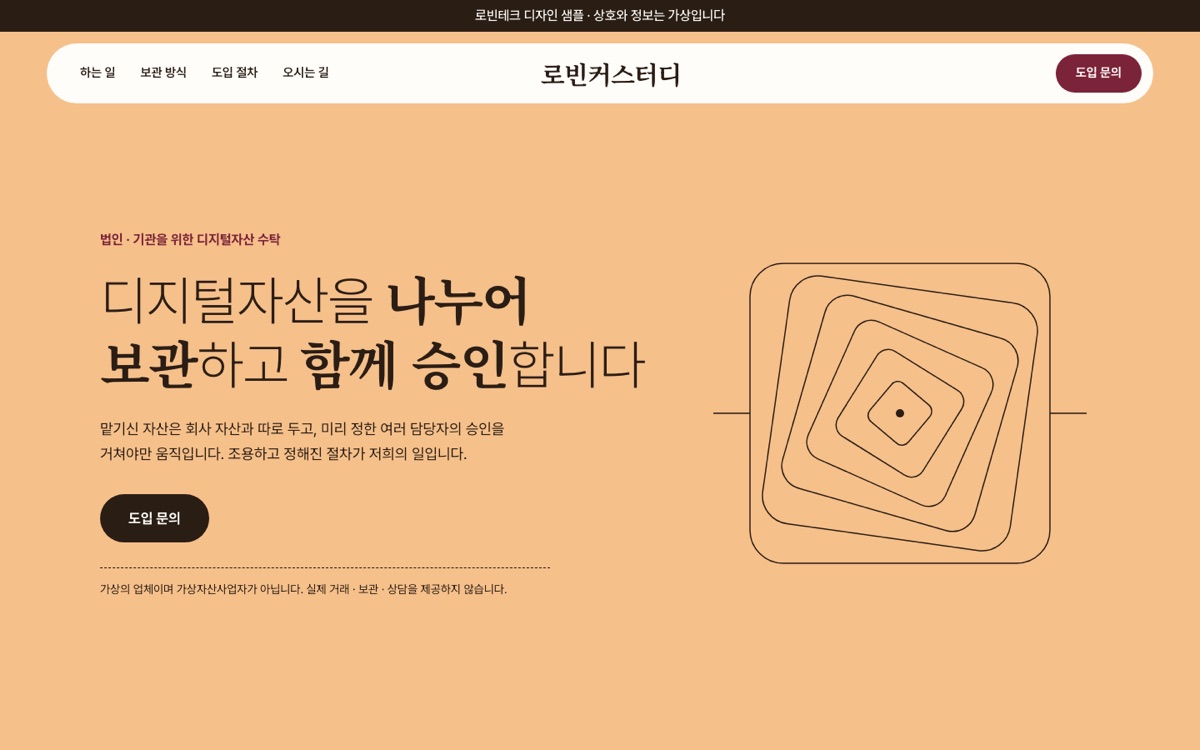 로빈테크 디자인 샘플 · 상호와 정보는 가상입니다
하는 일 보관 방식 도입 절차 오시는 길 로빈커스터디 도입 문의
법인 · 기관을 위한 디지털자산 수탁
디지털자산을 나누어
보관하고 함께 승인합니다
맡기신 자산은 회사 자산과 따로 두고, 미리 정한 여러 담당자의 승인을
거쳐야만 움직입니다. 조용하고 정해진 절차가 저희의 일입니다.
도입 문의
가상의 업체이며 가상자산사업자가 아닙니다. 실제 거래 · 보관 · 상담을 제공하지 않습니다.